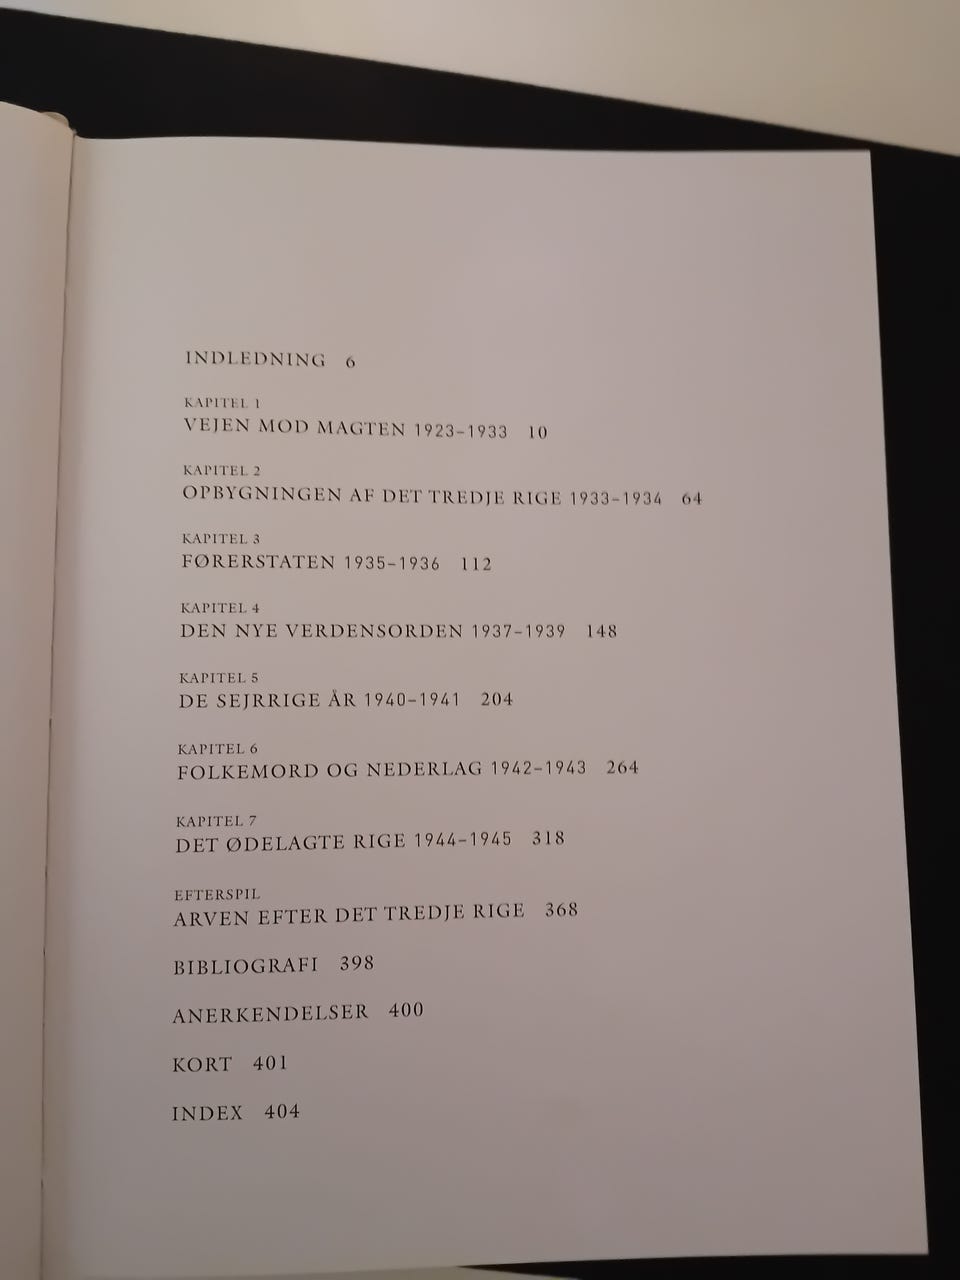 INDLEDNING 6
KAPITEL 1
VEJEN MOD MAGTEN 1923–1933 10
KAPITEL 2
OPBYGNINGEN AF DET TREDJE RIGE 1933–1934 64
KAPITEL 3
FØRERSTATEN 1935–1936 112
KAPITEL 4
DEN NYE VERDENSORDEN 1937–1939 148
KAPITEL 5
DE SEJRRIGE ÅR 1940–1941 204
KAPITEL 6
FOLKEMORD OG NEDERLAG 1942–1943 264
KAPITEL 7
DET ØDELAGTE RIGE 1944–1945 318
EFTERSPIL
ARVEN EFTER DET TREDJE RIGE 368
BIBLIOGRAFI 398
ANERKENDELSER 400
KORT 401
INDEX 404